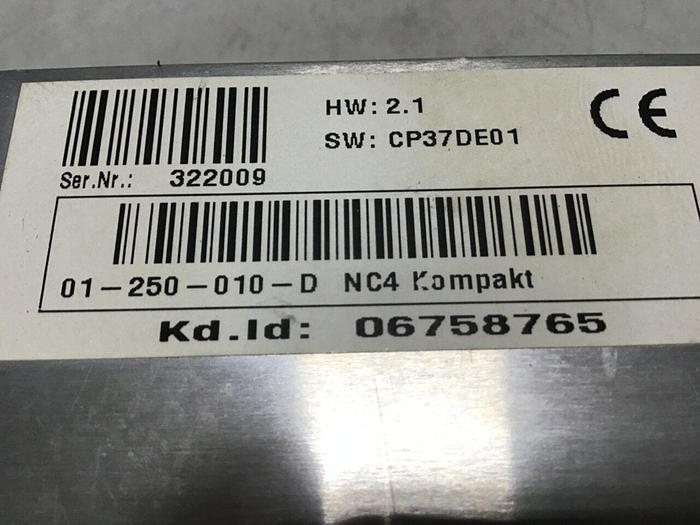 HW: 2.1
SW: CP37DE01
CE
Ser.Nr.: 322009
01-250-010-D NC4 Kompakt
Kd.Id: 06758765